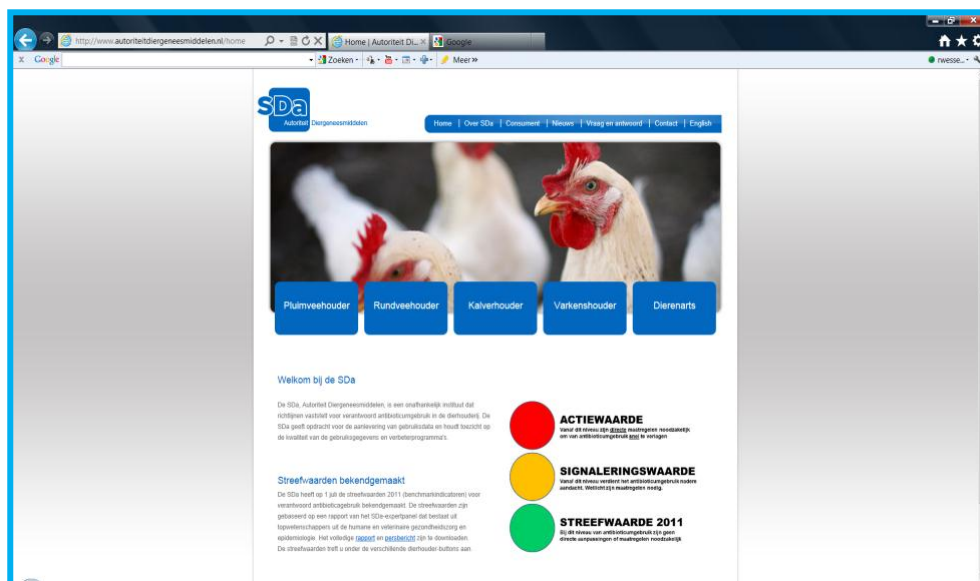 http://www.autoriteitdiergeneesmiddelen.nl/home
Home | Autoriteit Di...
Google
x Google
Zoeken
Meer »
rwesse...
SDa
Autoriteit Diergeneesmiddelen
Home | Over SDa | Consument | Nieuws | Vraag en antwoord | Contact | English
Pluimveehouder
Rundveehouder
Kalverhouder
Varkenshouder
Dierenarts
Welkom bij de SDa
De SDa, Autoriteit Diergeneesmiddelen, is een onafhankelijk instituut dat
richtlijnen vaststelt voor verantwoord antibioticumgebruik in de dierhouderij. De
SDa geeft opdracht voor de aanlevering van gebruiksdata en houdt toezicht op
de kwaliteit van de gebruiksgegevens en verbeterprogramma's.
Streefwaarden bekendgemaakt
De SDa heeft op 1 juli de streefwaarden 2011 (benchmarkindicatoren) voor
verantwoord antibioticagebruik bekendgemaakt. De streefwaarden zijn
gebaseerd op een rapport van het SDa-expertpanel dat bestaat uit
topwetenschappers uit de humane en veterinaire gezondheidszorg en
epidemiologie. Het volledige rapport en persbericht zijn te downloaden.
De streefwaarden treft u onder de verschillende dierhouder-buttons aan.
ACTIEWAARDE
Vanaf dit niveau zijn directe maatregelen noodzakelijk
om van antibioticumgebruik snel te verlagen
SIGNALERINGSWAARDE
Vanaf dit niveau verdient het antibioticumgebruik nadere
aandacht. Wellicht zijn maatregelen nodig.
STREEFWAARDE 2011
Bij dit niveau van antibioticumgebruik zijn geen
directe aanpassingen of maatregelen noodzakelijk